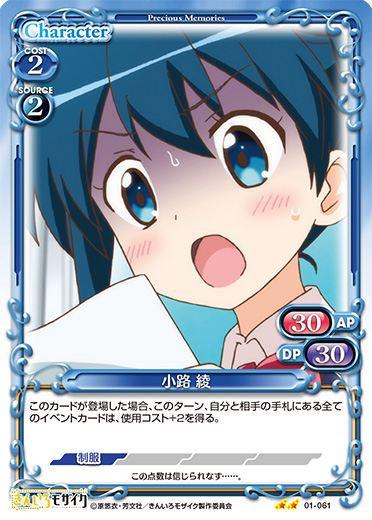 Precious Memories
Character
COST
2
SOURCE
2
30 AP
DP 30
小路 綾
このカードが登場した場合、このターン、自分と相手の手札にある全て
のイベントカードは、使用コスト+2を得る。
制服
この点数は信じられなず……。
きんいろモザイク
©原悠衣・芳文社/きんいろモザイク製作委員会
01-061